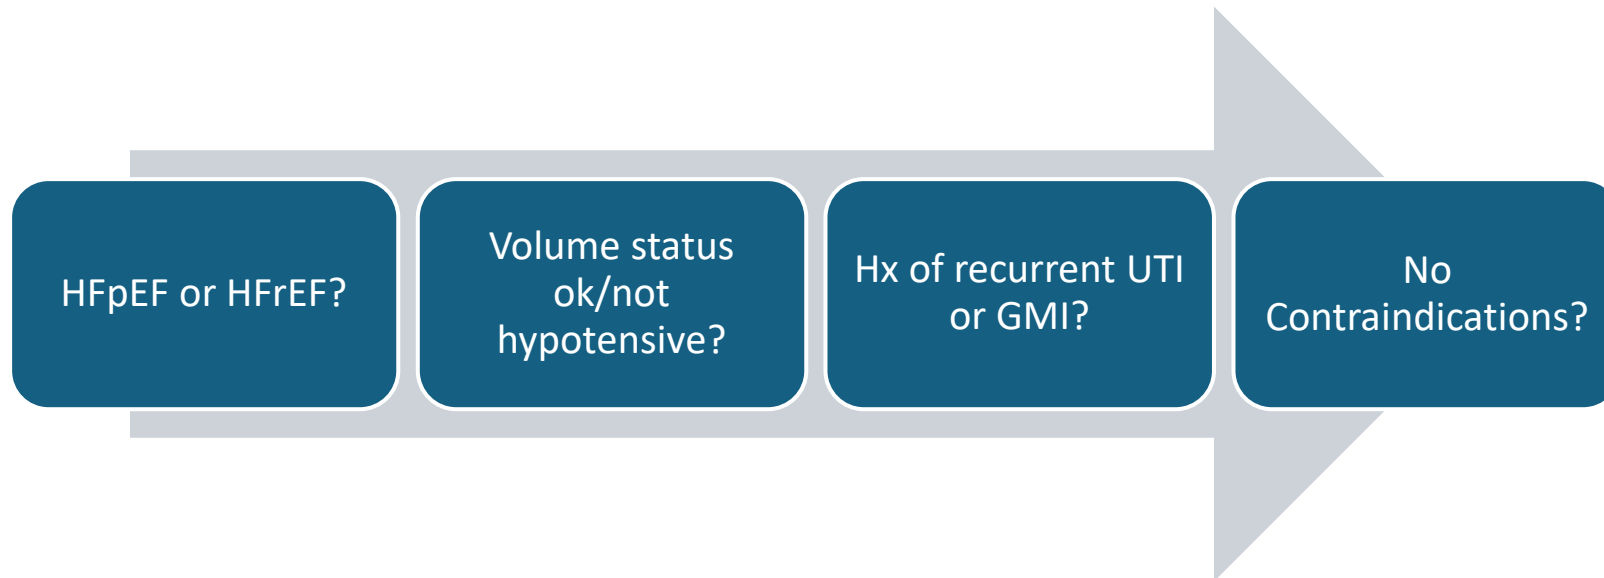 HFpEF or HFrEF?
Volume status
ok/not
hypotensive?
Hx of recurrent UTI
or GMI?
No
Contraindications?